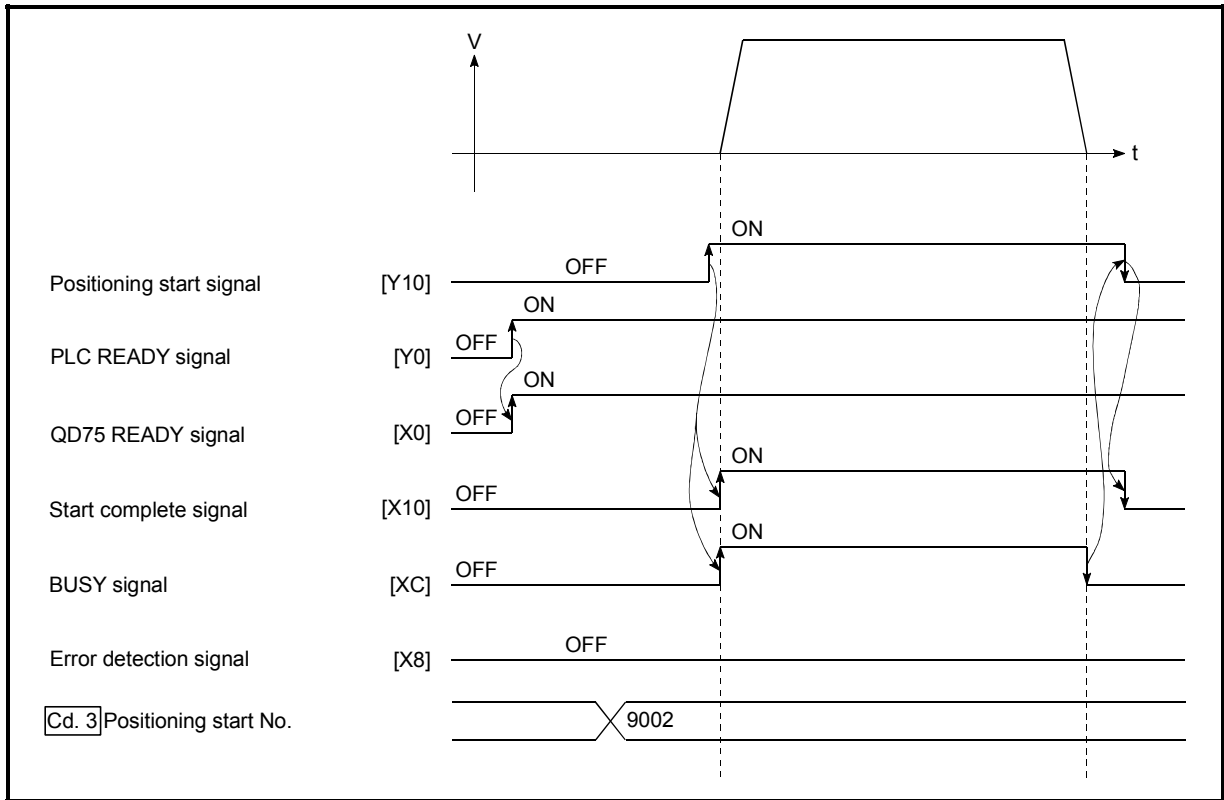 V
t
ON
Positioning start signal [Y10] OFF
ON
PLC READY signal [Y0] OFF
ON
QD75 READY signal [X0] OFF
ON
Start complete signal [X10] OFF
ON
BUSY signal [XC] OFF
Error detection signal [X8] OFF
Cd. 3 Positioning start No. 9002